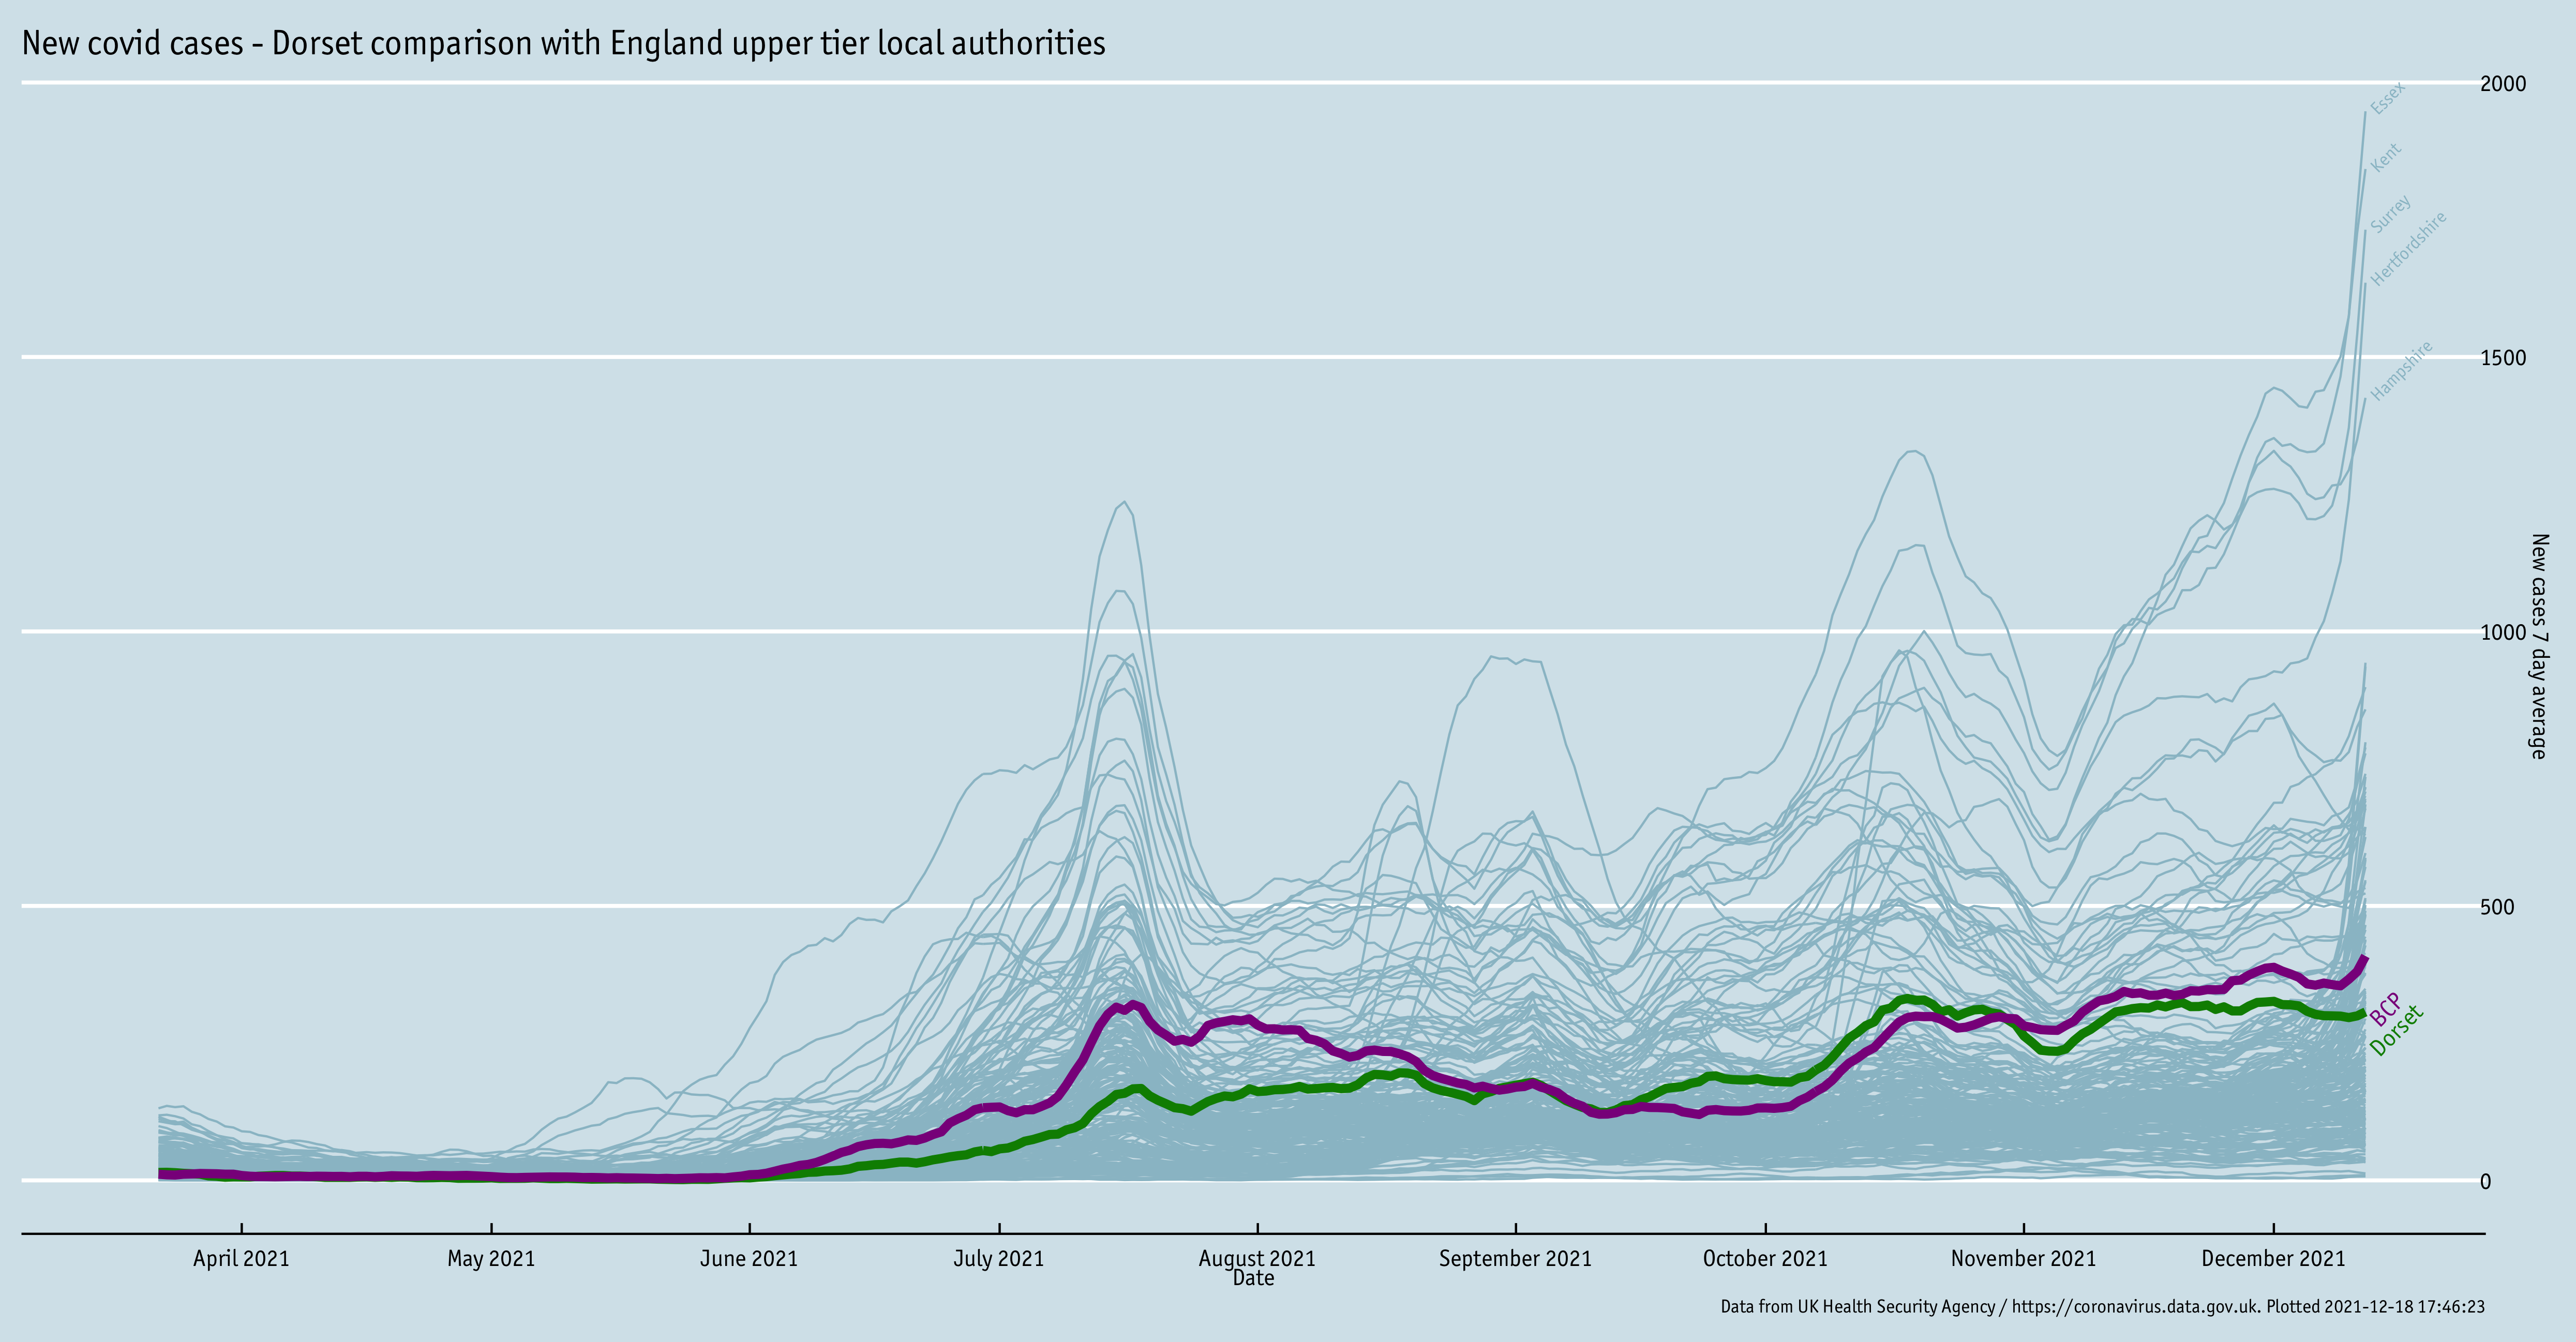 New covid cases - Dorset comparison with England upper tier local authorities
2000
Essex
Kent
Surrey
Hertfordshire
1500
Hampshire
1000
New cases 7 day average
500
BCP
Dorset
0
April 2021
May 2021
June 2021
July 2021
August 2021
September 2021
October 2021
November 2021
December 2021
Date
Data from UK Health Security Agency / https://coronavirus.data.gov.uk. Plotted 2021-12-18 17:46:23